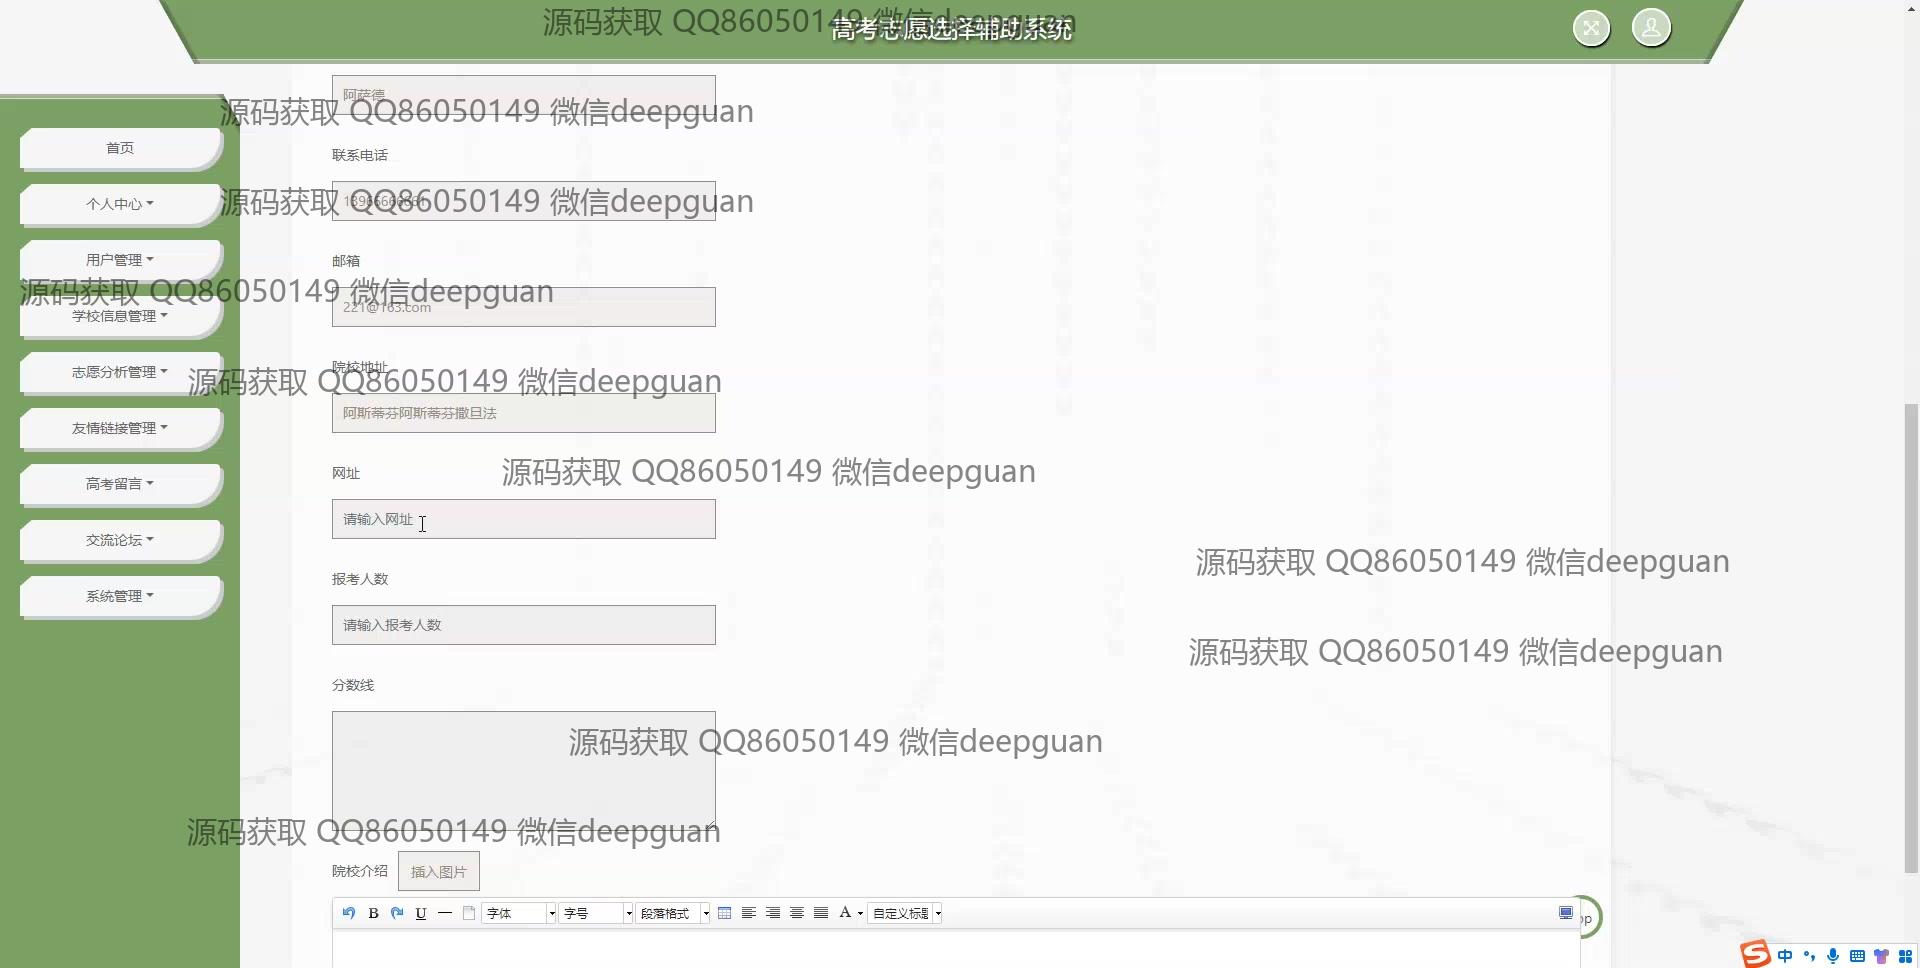 源码获取 QQ86050149 微信deepguan
高考志愿选择辅助系统
阿萨德
源码获取 QQ86050149 微信deepguan
首页
联系电话
个人中心
源码获取 QQ86050149 微信deepguan
用户管理
邮箱
源码获取 QQ86050149 微信deepguan
221@163.com
学校信息管理
院校地址
志愿分析管理
源码获取 QQ86050149 微信deepguan
阿斯蒂芬阿斯蒂芬撒旦法
友情链接管理
网址
源码获取 QQ86050149 微信deepguan
高考留言
请输入网址
交流论坛
源码获取 QQ86050149 微信deepguan
报考人数
系统管理
请输入报考人数
源码获取 QQ86050149 微信deepguan
分数线
源码获取 QQ86050149 微信deepguan
源码获取 QQ86050149 微信deepguan
院校介绍 插入图片
B U 字体 字号 段落格式 A 自定义标题
中